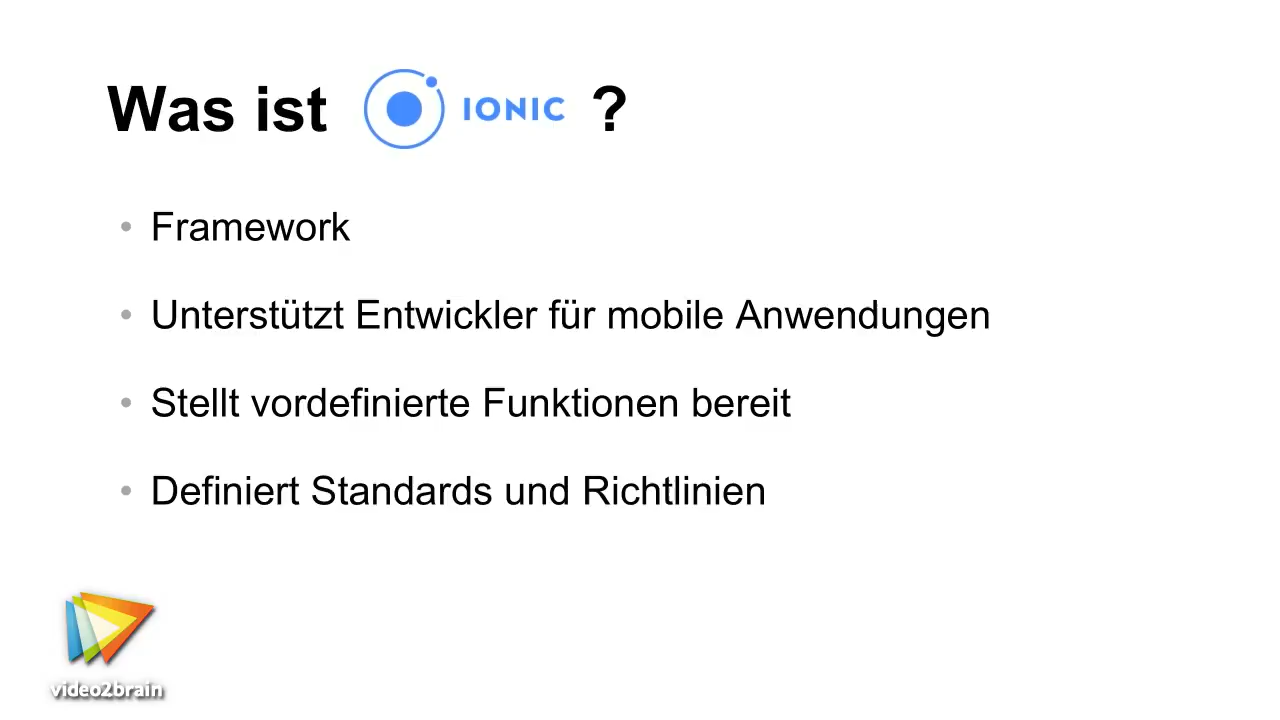 Was ist IONIC ?
• Framework
• Unterstützt Entwickler für mobile Anwendungen
• Stellt vordefinierte Funktionen bereit
• Definiert Standards und Richtlinien
video2brain